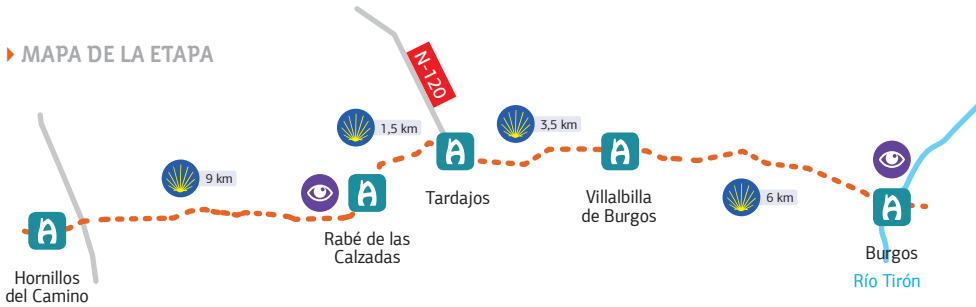 MAPA DE LA ETAPA
N-120
1,5 km
3,5 km
9 km
6 km
Tardajos
Villalbilla
de Burgos
Rabé de las
Calzadas
Burgos
Hornillos
del Camino
Río Tirón